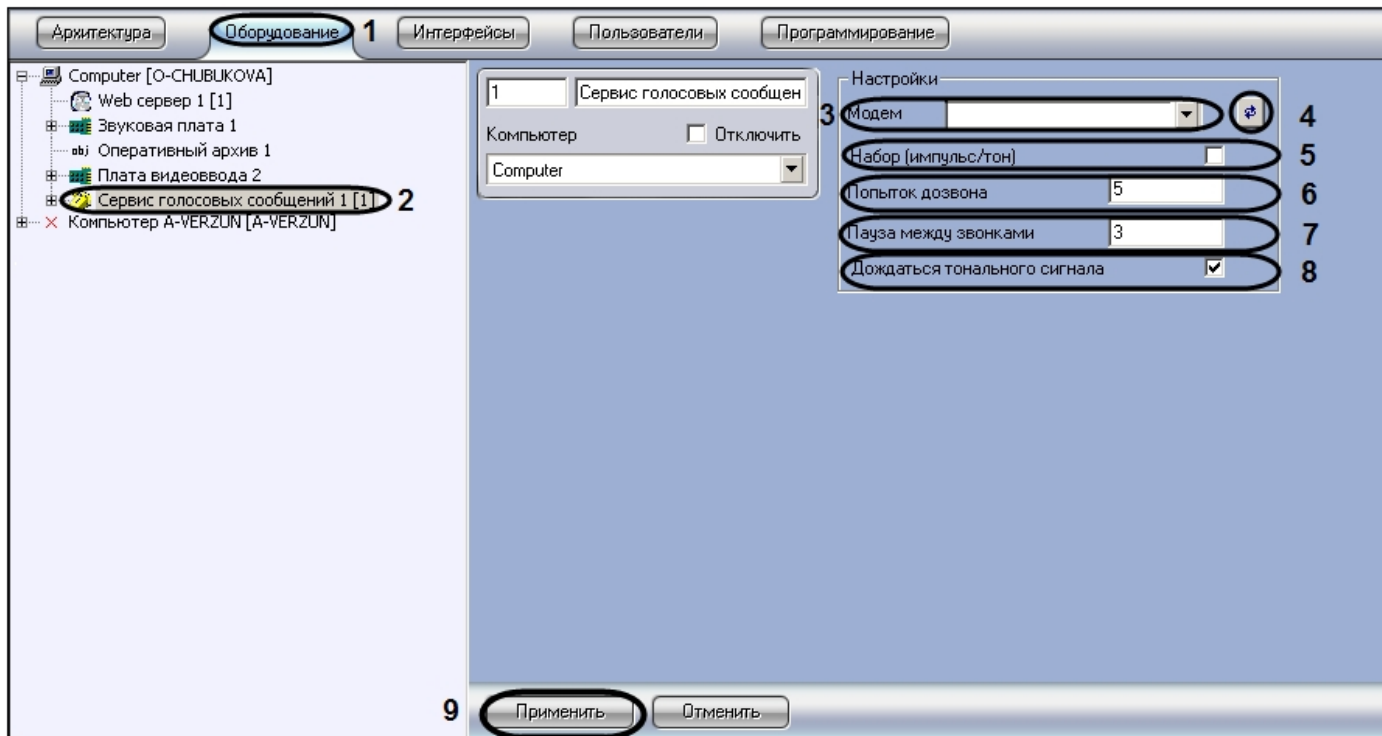 Архитектура
Оборудование
1
Интерфейсы
Пользователи
Программирование
Computer [O-CHUBUKOVA]
Web сервер 1 [1]
Звуковая плата 1
obj Оперативный архив 1
Плата видеоввода 2
Сервис голосовых сообщений 1 [1]
2
Компьютер A-VERZUN [A-VERZUN]
1
Сервис голосовых сообщен
Компьютер
Отключить
Computer
Настройки
3
Модем
4
Набор (импульс/тон)
5
Попыток дозвона
5
6
Пауза между звонками
3
7
Дождаться тонального сигнала
8
9
Применить
Отменить